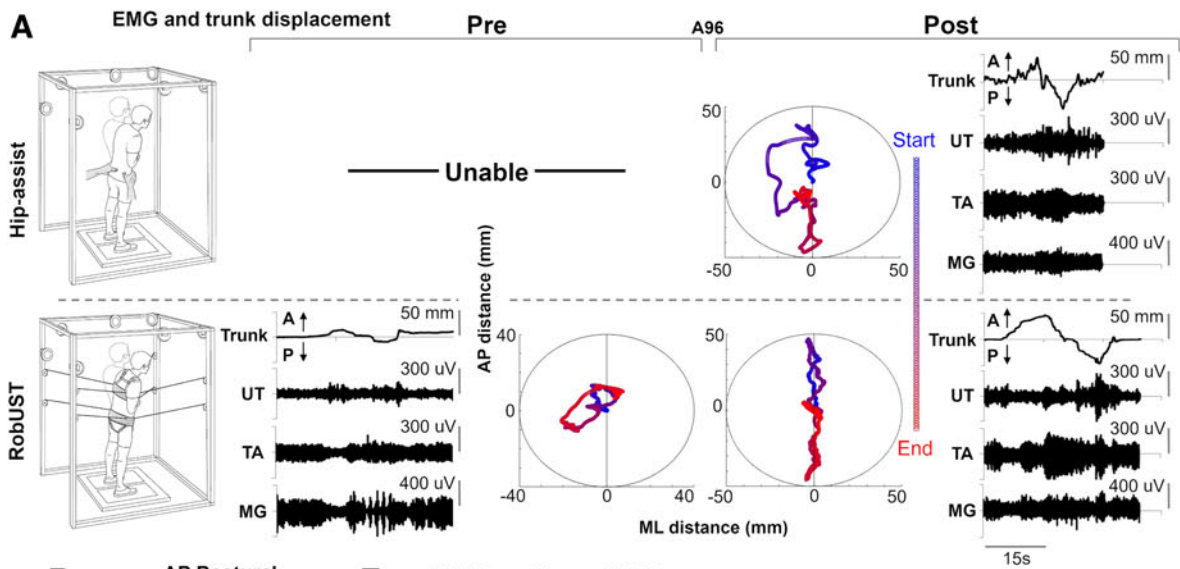 A
EMG and trunk displacement
Pre
A96
Post
Hip-assist
Unable
50
0
-50
0
50
Start
A
Trunk
P
50 mm
300 uV
UT
300 uV
TA
400 uV
MG
AP distance (mm)
RobUST
A
Trunk
P
50 mm
300 uV
UT
300 uV
TA
400 uV
MG
40
0
-40
0
40
50
0
-50
0
50
End
ML distance (mm)
A
Trunk
P
50 mm
300 uV
UT
300 uV
TA
400 uV
MG
15s